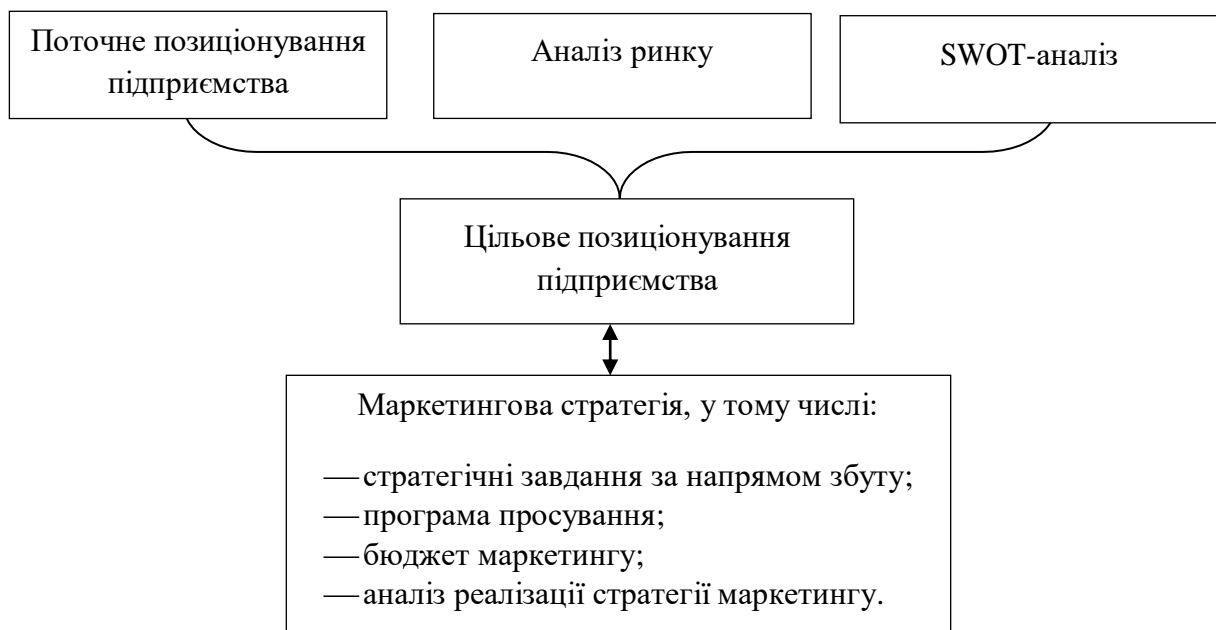 Поточне позиціонування
підприємства
Аналіз ринку
SWOT-аналіз
Цільове позиціонування
підприємства
Маркетингова стратегія, у тому числі:
— стратегічні завдання за напрямом збуту;
— програма просування;
— бюджет маркетингу;
— аналіз реалізації стратегії маркетингу.